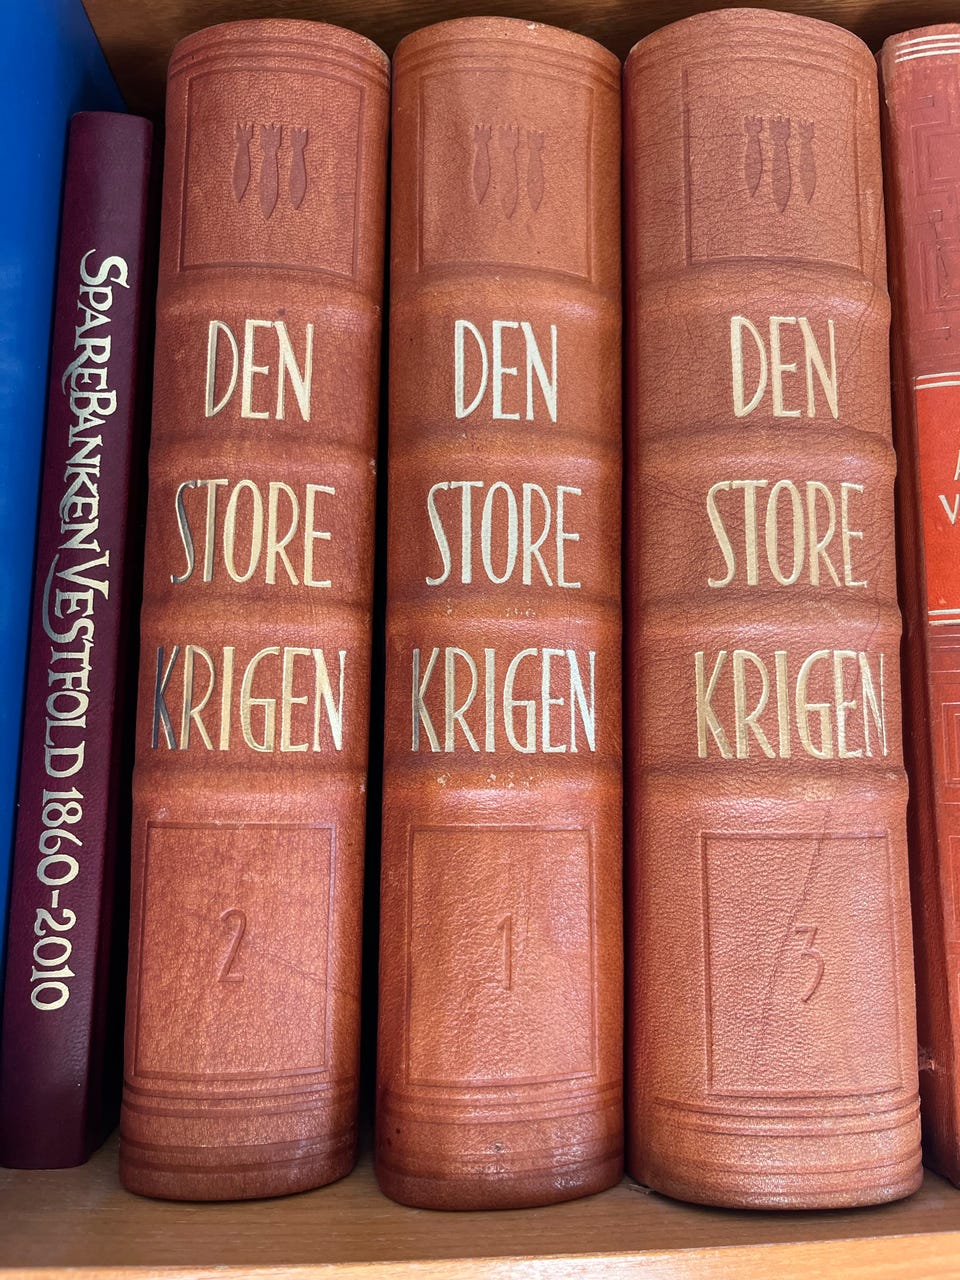 SPAREBANKEN VESTFOLD 1860-2010
DEN
STORE
KRIGEN
2
DEN
STORE
KRIGEN
1
DEN
STORE
KRIGEN
3